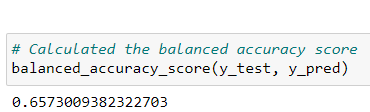 # Calculated the balanced accuracy score
balanced_accuracy_score(y_test, y_pred)
0.6573009382322703